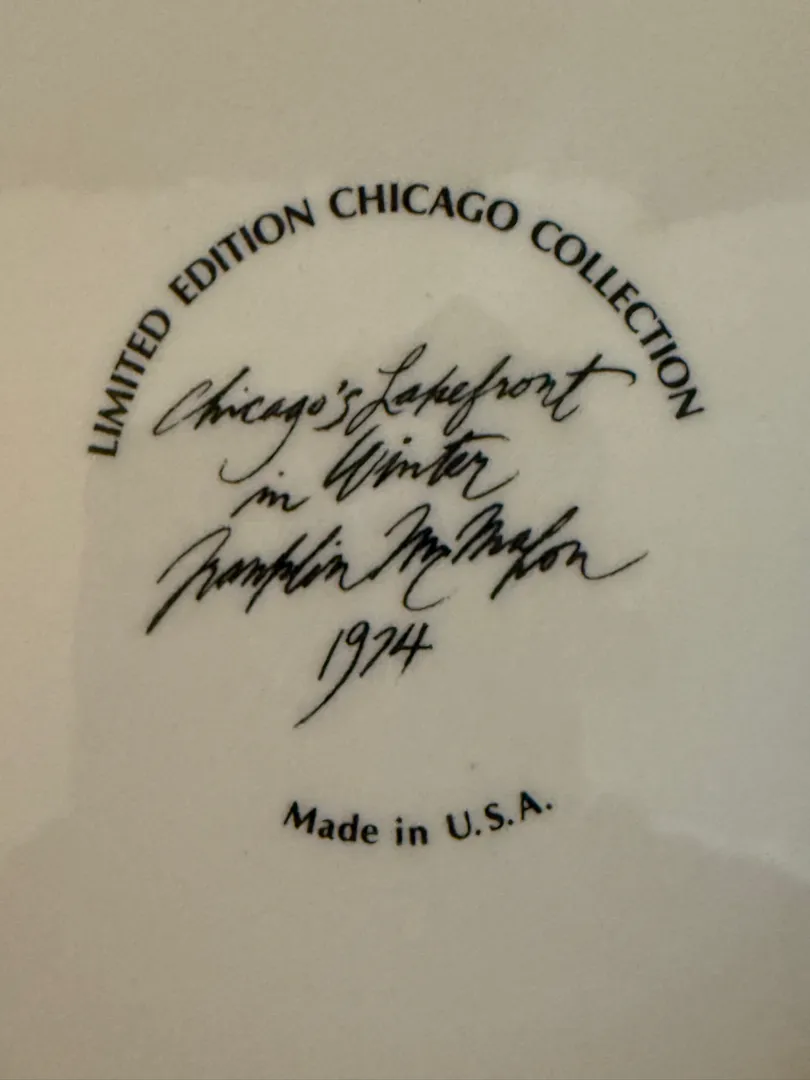 LIMITED EDITION CHICAGO COLLECTION
Chicago's Lakefront
in Winter
Franklin McMahon
1974
Made in U.S.A.